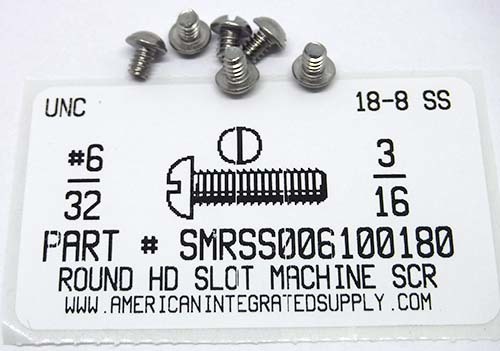 UNC 18-8 SS
#6 3
32 16
PART # SMRSS006100180
ROUND HD SLOT MACHINE SCR
WWW.AMERICANINTEGRATEDSUPPLY.COM